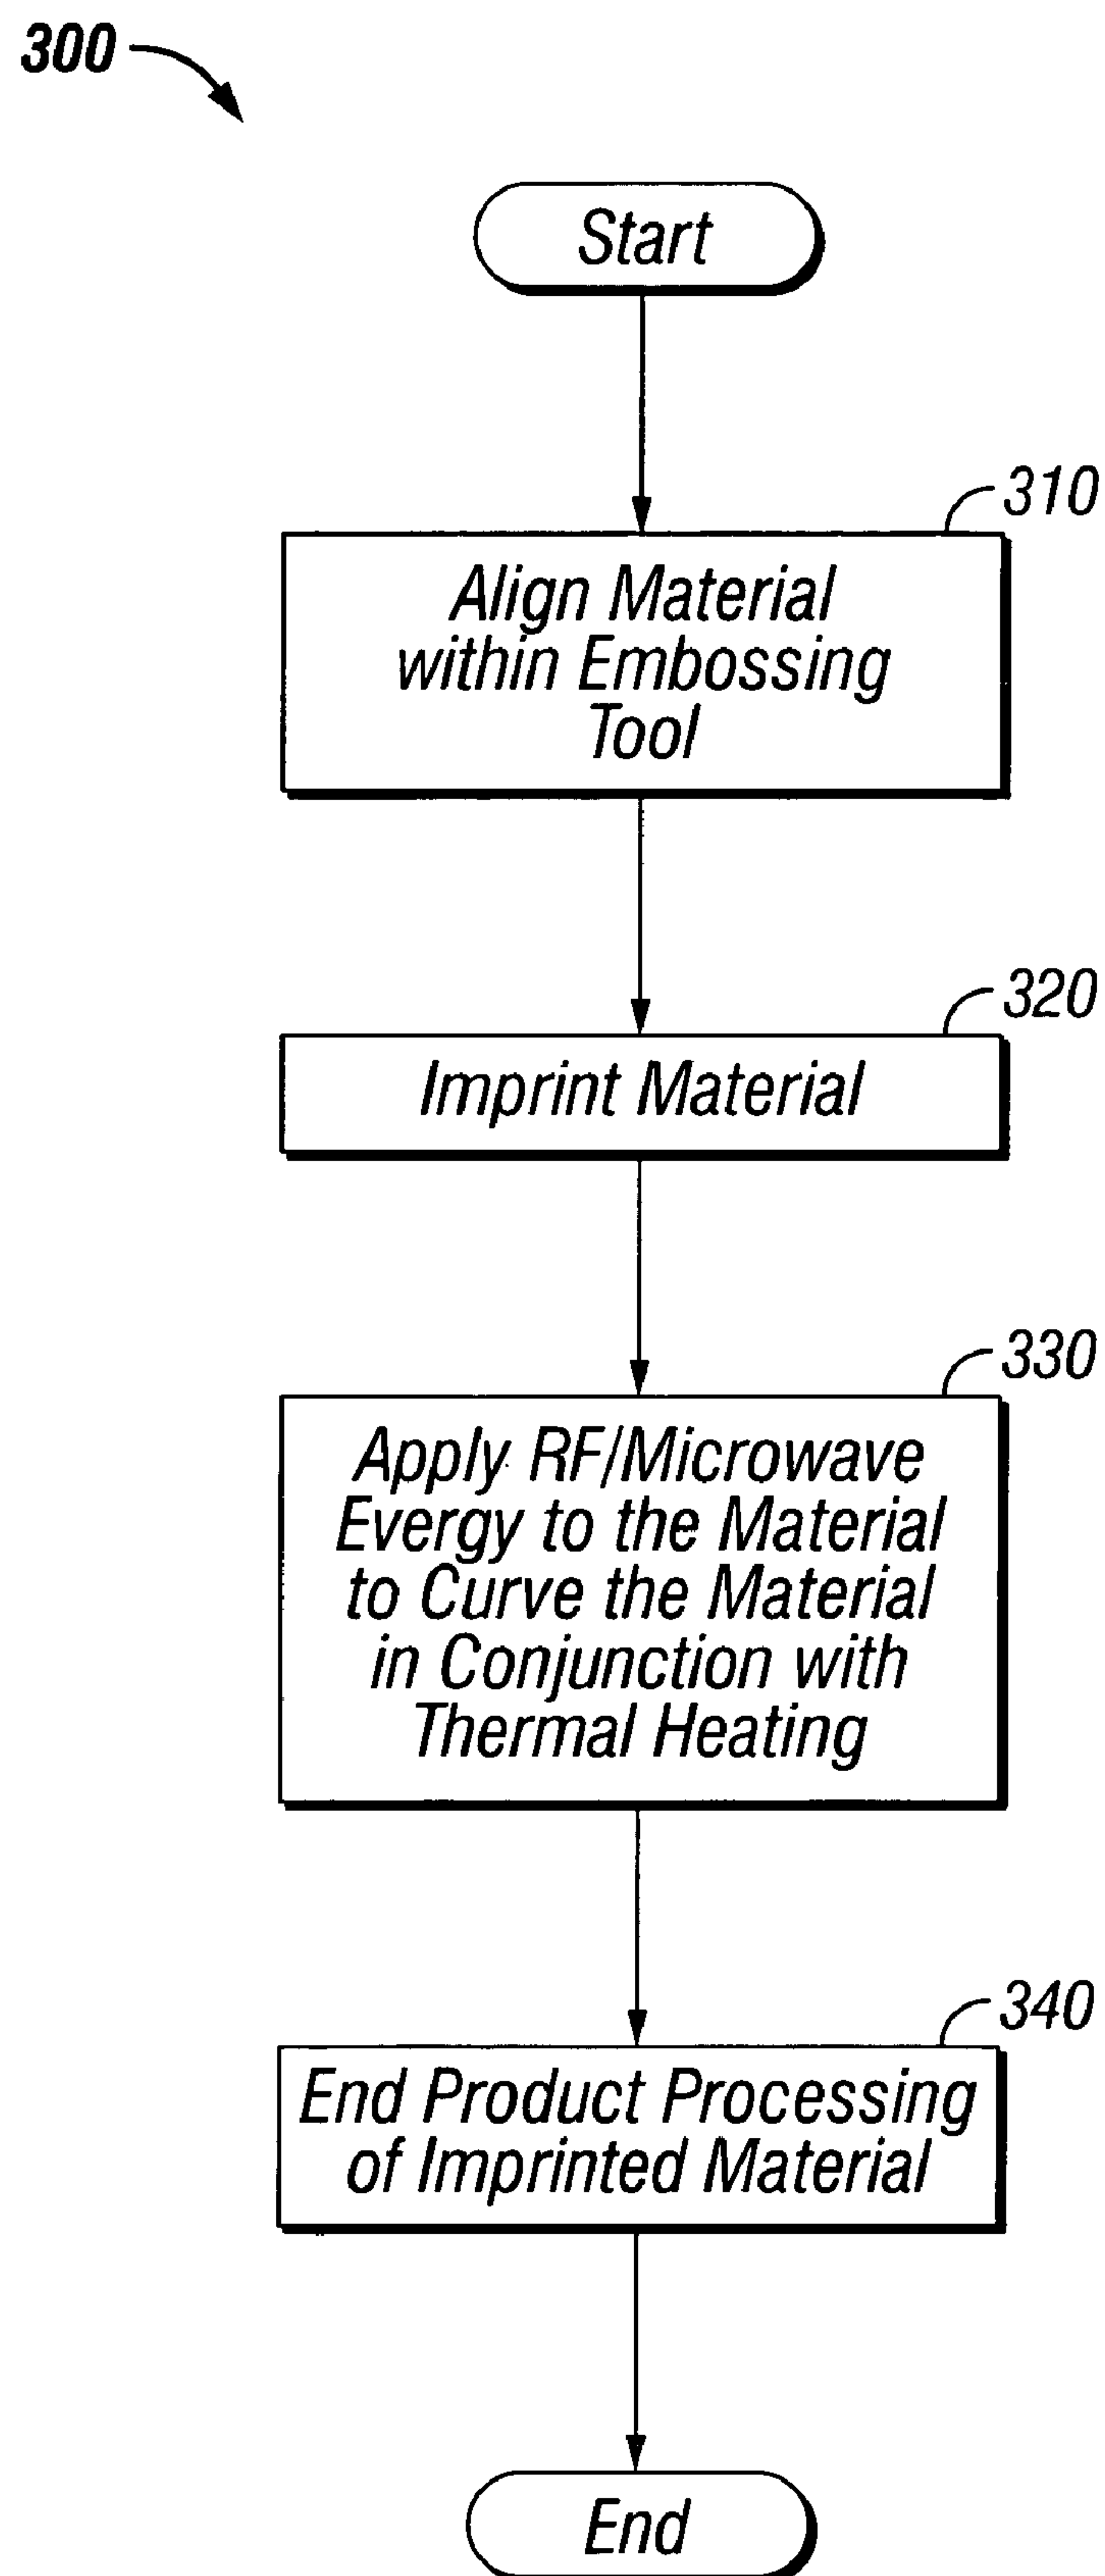 300
Start
310
Align Material
within Embossing
Tool
320
Imprint Material
330
Apply RF/Microwave
Evergy to the Material
to Curve the Material
in Conjunction with
Thermal Heating
340
End Product Processing
of Imprinted Material
End